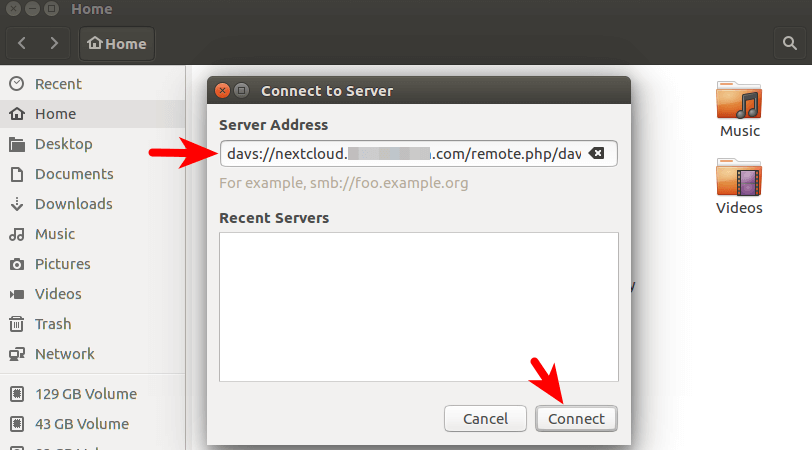 Home
Home
Recent
Home
Desktop
Documents
Downloads
Music
Pictures
Videos
Trash
Network
129 GB Volume
43 GB Volume
GB Volume
Connect to Server
Server Address
davs://nextcloud. .com/remote.php/dav
For example, smb://foo.example.org
Recent Servers
Cancel
Connect
Music
Videos